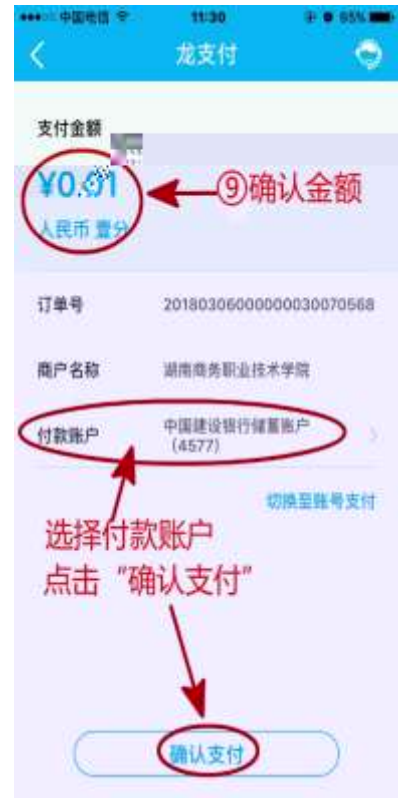 中国电信 11:30 65%
龙支付
支付金额
¥0.01
⑨确认金额
人民币 壹分
订单号 20180306000000030070568
商户名称 湖南商务职业技术学院
付款账户 中国建设银行储蓄账户
(4577)
切换至账号支付
选择付款账户
点击“确认支付”
确认支付